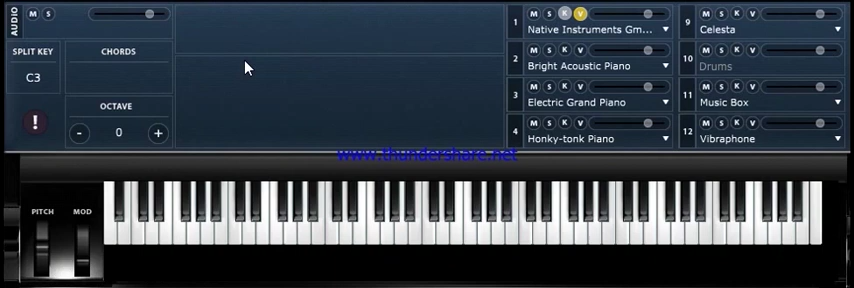 AUDIO
M S
SPLIT KEY
C3
!
CHORDS
OCTAVE
- 0 +
1 M S K V
Native Instruments Gm...
2 M S K V
Bright Acoustic Piano
3 M S K V
Electric Grand Piano
4 M S K V
Honky-tonk Piano
9 M S K V
Celesta
10 M S K V
Drums
11 M S K V
Music Box
12 M S K V
Vibraphone
www.thundershare.net
PITCH
MOD